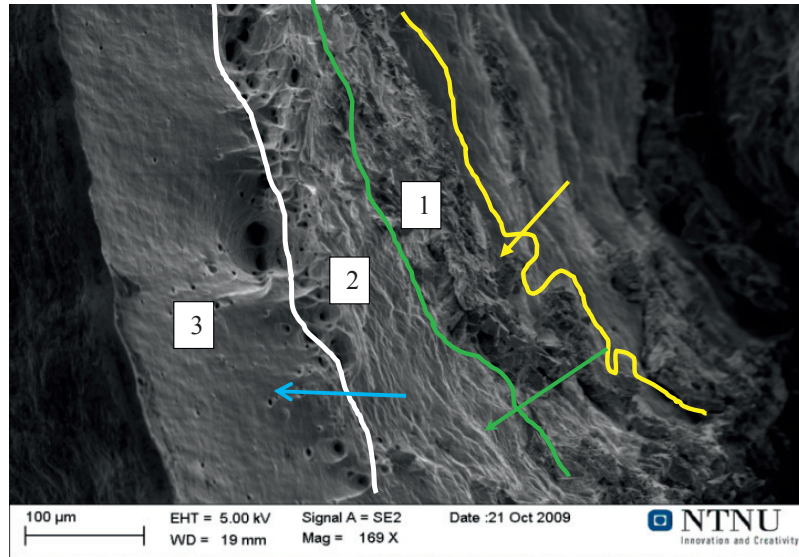 1
2
3
100 µm
EHT = 5.00 kV
WD = 19 mm
Signal A = SE2
Mag = 169 X
Date :21 Oct 2009
NTNU
Innovation and Creativity